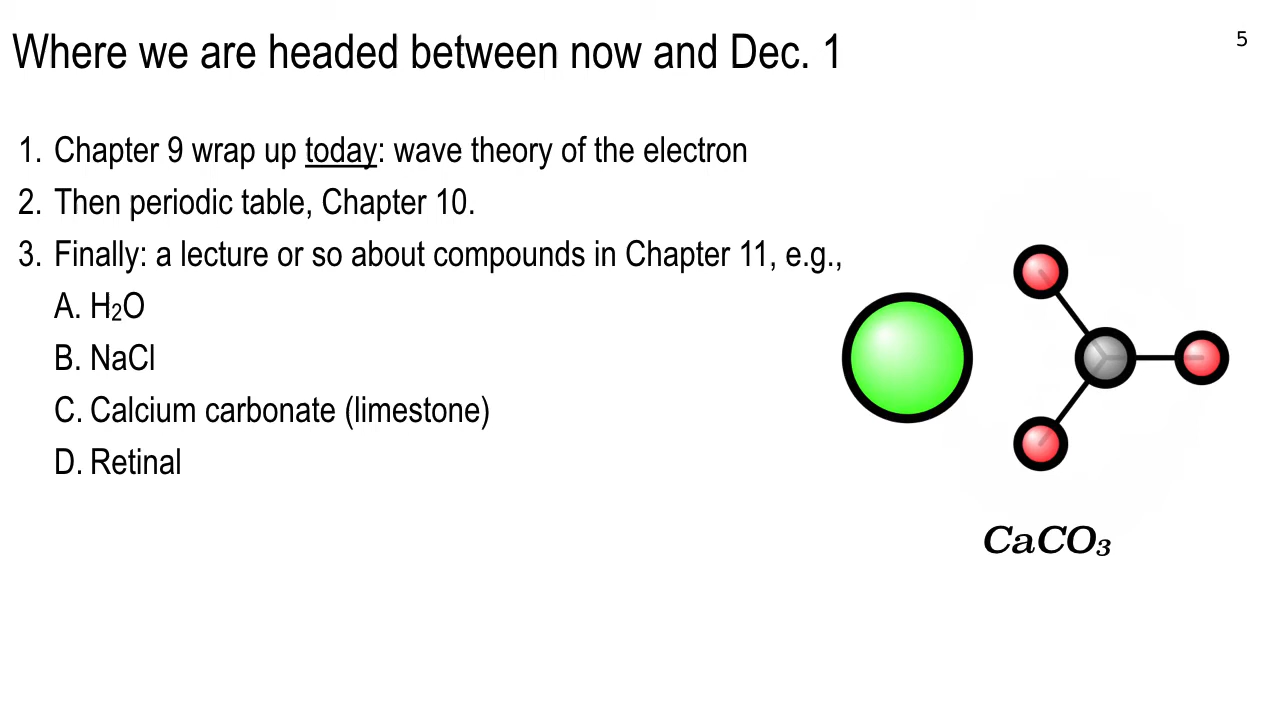 Where we are headed between now and Dec. 1
5
1. Chapter 9 wrap up today: wave theory of the electron
2. Then periodic table, Chapter 10.
3. Finally: a lecture or so about compounds in Chapter 11, e.g.,
A. H₂O
B. NaCl
C. Calcium carbonate (limestone)
D. Retinal
CaCO₃